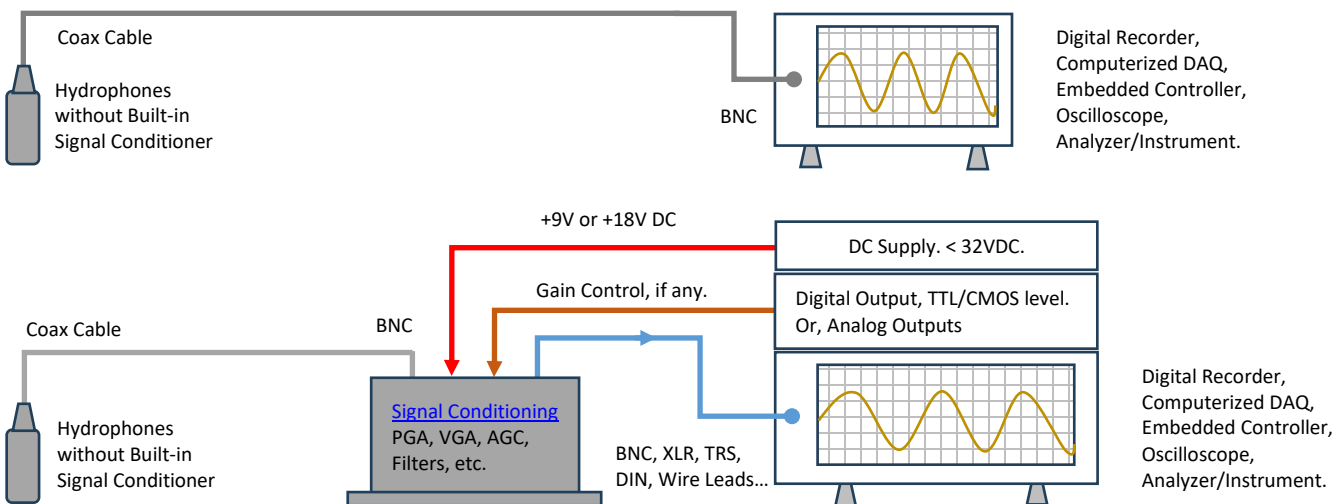 Coax Cable
Hydrophones
without Built-in
Signal Conditioner
BNC
Digital Recorder,
Computerized DAQ,
Embedded Controller,
Oscilloscope,
Analyzer/Instrument.
+9V or +18V DC
DC Supply. < 32VDC.
Gain Control, if any.
Digital Output, TTL/CMOS level.
Or, Analog Outputs
Coax Cable
BNC
Hydrophones
without Built-in
Signal Conditioner
Signal Conditioning
PGA, VGA, AGC,
Filters, etc.
BNC, XLR, TRS,
DIN, Wire Leads…
Digital Recorder,
Computerized DAQ,
Embedded Controller,
Oscilloscope,
Analyzer/Instrument.